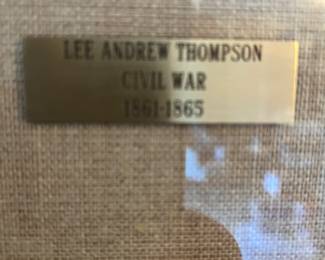 LEE ANDREW THOMPSON
CIVIL WAR
1861-1865